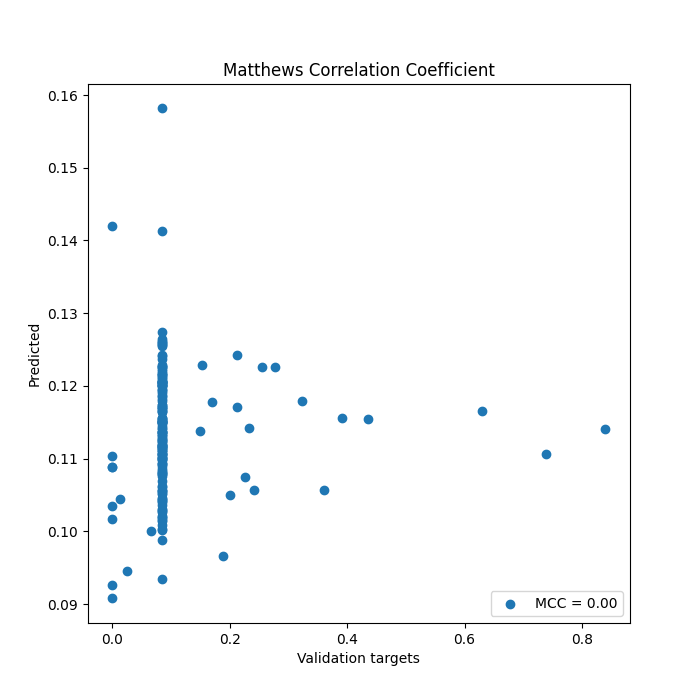 Matthews Correlation Coefficient
0.16
0.15
0.14
0.13
0.12
0.11
0.10
0.09
Predicted
MCC = 0.00
0.0 0.2 0.4 0.6 0.8
Validation targets